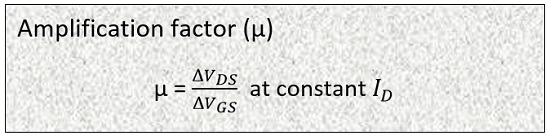 Amplification factor (μ)
μ = ΔV_DS / ΔV_GS at constant I_D